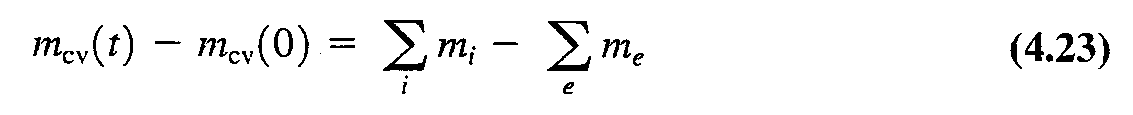 m_cv(t) − m_cv(0) = ∑_i m_i − ∑_e m_e (4.23)